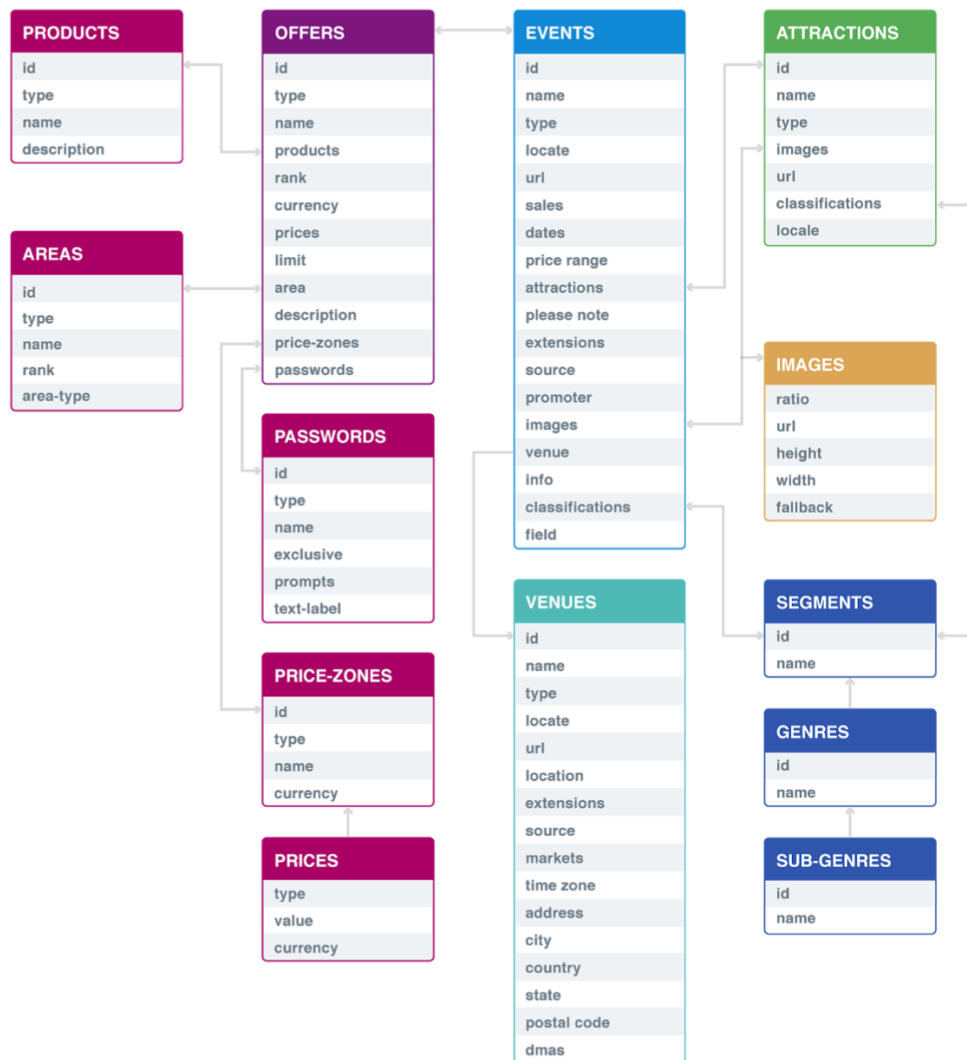 PRODUCTS
id
type
name
description
AREAS
id
type
name
rank
area-type
OFFERS
id
type
name
products
rank
currency
prices
limit
area
description
price-zones
passwords
PASSWORDS
id
type
name
exclusive
prompts
text-label
PRICE-ZONES
id
type
name
currency
PRICES
type
value
currency
EVENTS
id
name
type
locate
url
sales
dates
price range
attractions
please note
extensions
source
promoter
images
venue
info
classifications
field
VENUES
id
name
type
locate
url
location
extensions
source
markets
time zone
address
city
country
state
postal code
dmas
ATTRACTIONS
id
name
type
images
url
classifications
locale
IMAGES
ratio
url
height
width
fallback
SEGMENTS
id
name
GENRES
id
name
SUB-GENRES
id
name